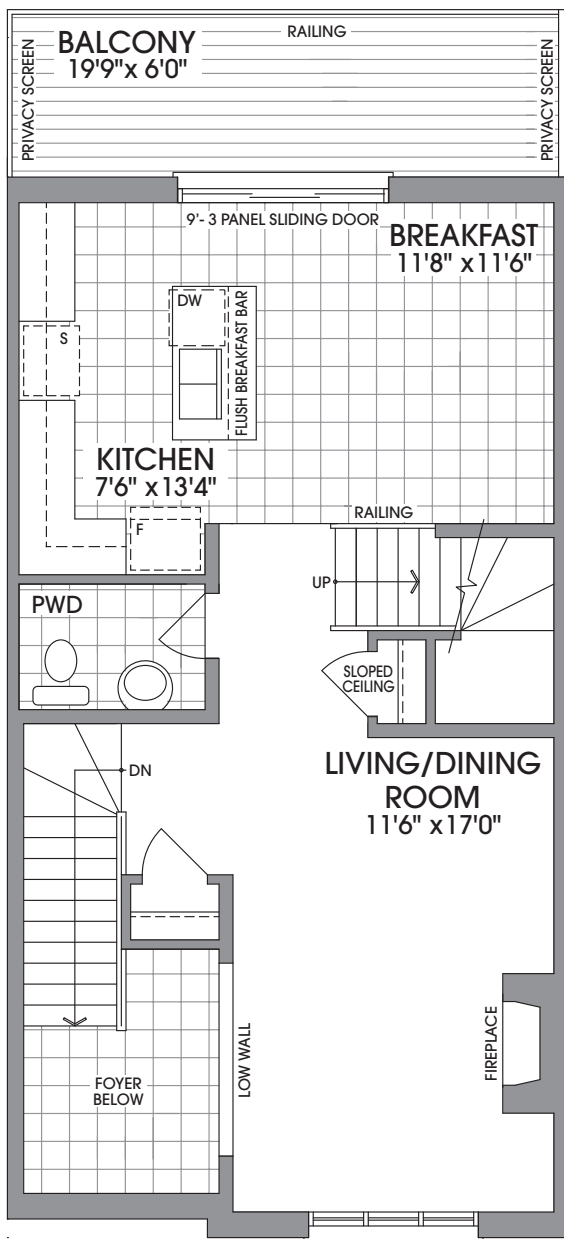 RAILING
BALCONY
19'9"x 6'0"
PRIVACY SCREEN
PRIVACY SCREEN
9'- 3 PANEL SLIDING DOOR
BREAKFAST
11'8" x11'6"
DW
FLUSH BREAKFAST BAR
S
KITCHEN
7'6" x13'4"
F
RAILING
UP
PWD
SLOPED
CEILING
DN
LIVING/DINING
ROOM
11'6" x17'0"
LOW WALL
FIREPLACE
FOYER
BELOW